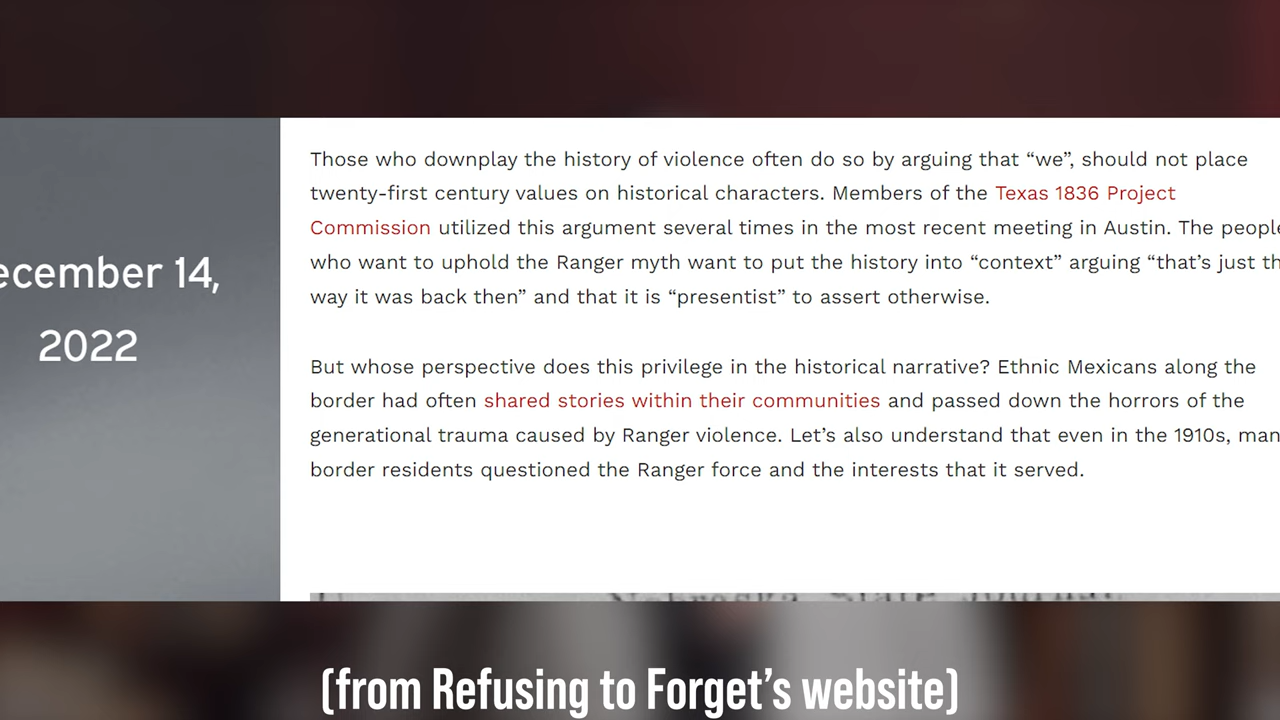 Those who downplay the history of violence often do so by arguing that “we”, should not place
twenty-first century values on historical characters. Members of the Texas 1836 Project
Commission utilized this argument several times in the most recent meeting in Austin. The people
who want to uphold the Ranger myth want to put the history into “context” arguing “that’s just th
way it was back then” and that it is “presentist” to assert otherwise.
But whose perspective does this privilege in the historical narrative? Ethnic Mexicans along the
border had often shared stories within their communities and passed down the horrors of the
generational trauma caused by Ranger violence. Let’s also understand that even in the 1910s, man
border residents questioned the Ranger force and the interests that it served.
ecember 14,
2022
Nebraska State Journal
(from Refusing to Forget’s website)